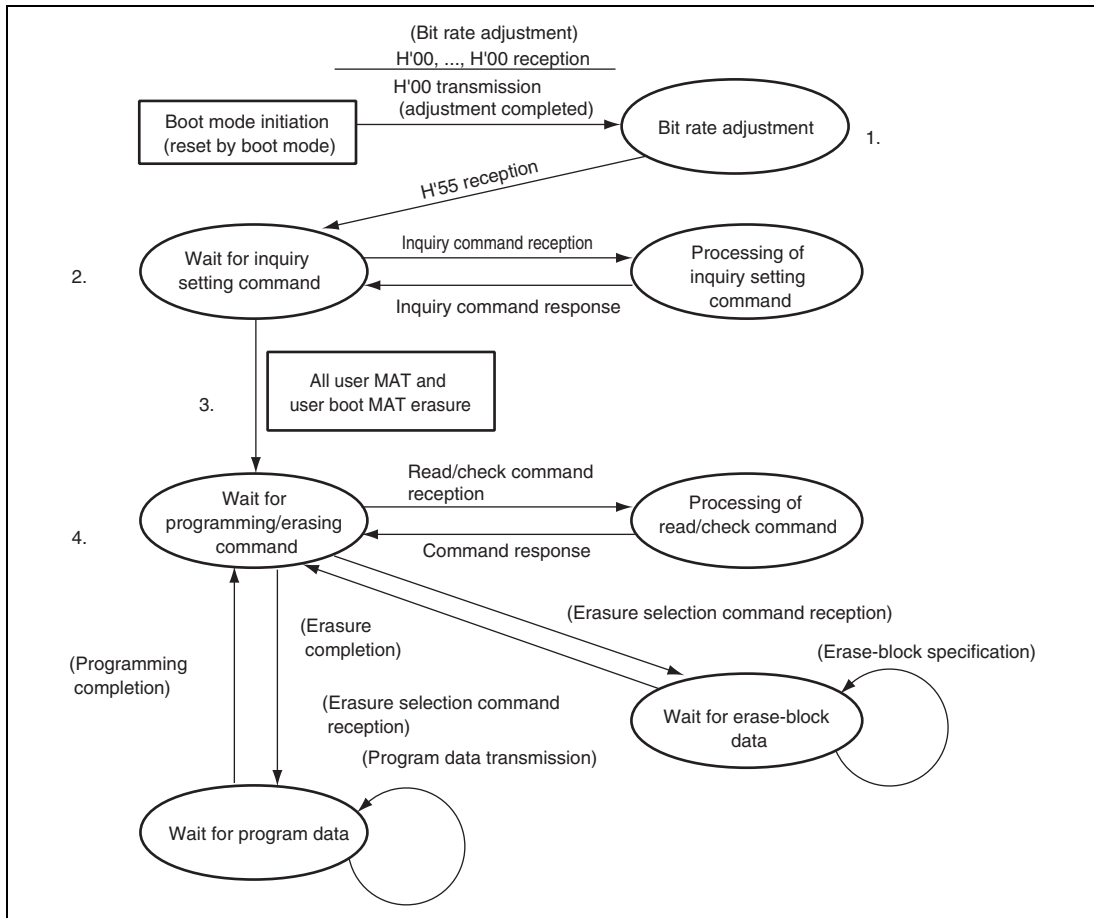 (Bit rate adjustment)
H'00, ..., H'00 reception
H'00 transmission
(adjustment completed)
Boot mode initiation
(reset by boot mode)
Bit rate adjustment
1.
H'55 reception
2.
Wait for inquiry
setting command
Inquiry command reception
Inquiry command response
Processing of
inquiry setting
command
3.
All user MAT and
user boot MAT erasure
4.
Wait for
programming/erasing
command
Read/check command
reception
Command response
Processing of
read/check command
(Erasure selection command reception)
(Erasure
completion)
(Programming
completion)
(Erase-block specification)
Wait for erase-block
data
(Erasure selection command
reception)
(Program data transmission)
Wait for program data